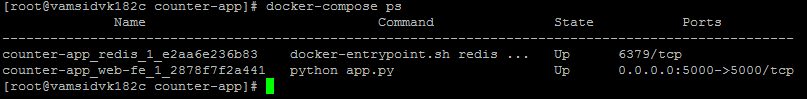 [root@vamsidvk182c counter-app]# docker-compose ps
Name Command State Ports
--------------------------------------------------------------------------------------------------
counter-app_redis_1_e2aa6e236b83 docker-entrypoint.sh redis ... Up 6379/tcp
counter-app_web-fe_1_2878f7f2a441 python app.py Up 0.0.0.0:5000->5000/tcp
[root@vamsidvk182c counter-app]#